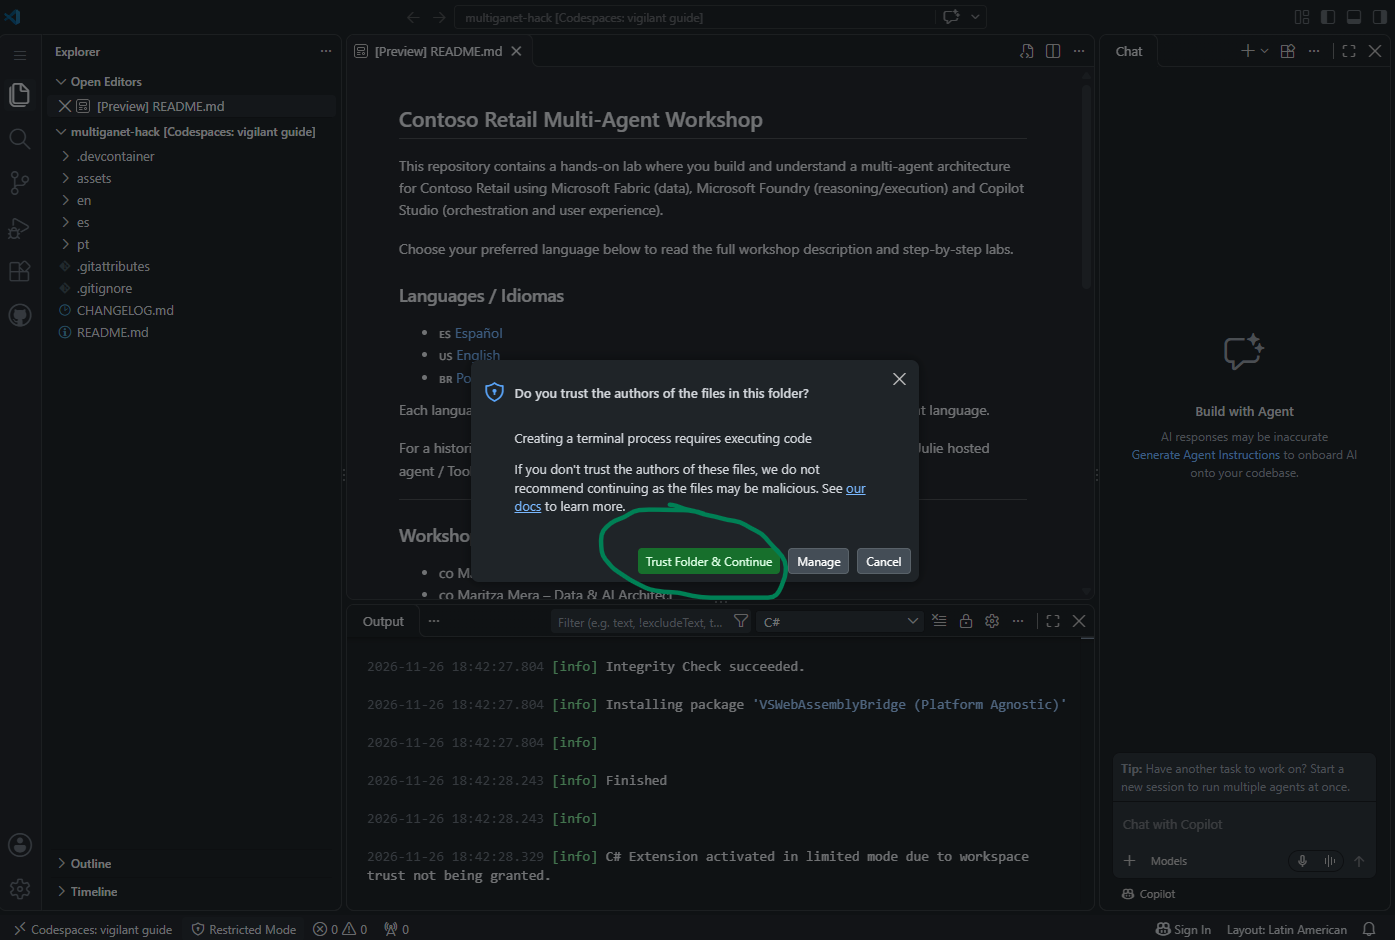 multiganet-hack [Codespaces: vigilant guide]
Explorer
Open Editors
[Preview] README.md
multiganet-hack [Codespaces: vigilant guide]
.devcontainer
assets
en
es
pt
.gitattributes
.gitignore
CHANGELOG.md
README.md
Outline
Timeline
[Preview] README.md
Contoso Retail Multi-Agent Workshop
This repository contains a hands-on lab where you build and understand a multi-agent architecture
for Contoso Retail using Microsoft Fabric (data), Microsoft Foundry (reasoning/execution) and Copilot
Studio (orchestration and user experience).
Choose your preferred language below to read the full workshop description and step-by-step labs.
Languages / Idiomas
ES Español
US English
BR Po
Each langua t language.
For a histori Julie hosted
agent / Too
Worksho
co Ma
co Maritza Mera – Data & AI Architect
Do you trust the authors of the files in this folder?
Creating a terminal process requires executing code
If you don't trust the authors of these files, we do not
recommend continuing as the files may be malicious. See our
docs to learn more.
Trust Folder & Continue
Manage
Cancel
Output
Filter (e.g. text, !excludeText, t...
C#
2026-11-26 18:42:27.804 [info] Integrity Check succeeded.
2026-11-26 18:42:27.804 [info] Installing package 'VSWebAssemblyBridge (Platform Agnostic)'
2026-11-26 18:42:27.804 [info]
2026-11-26 18:42:28.243 [info] Finished
2026-11-26 18:42:28.243 [info]
2026-11-26 18:42:28.329 [info] C# Extension activated in limited mode due to workspace
trust not being granted.
Chat
Build with Agent
AI responses may be inaccurate
Generate Agent Instructions to onboard AI
onto your codebase.
Tip: Have another task to work on? Start a
new session to run multiple agents at once.
Chat with Copilot
Models
Copilot
Codespaces: vigilant guide
Restricted Mode
0
0
0
Sign In
Layout: Latin American